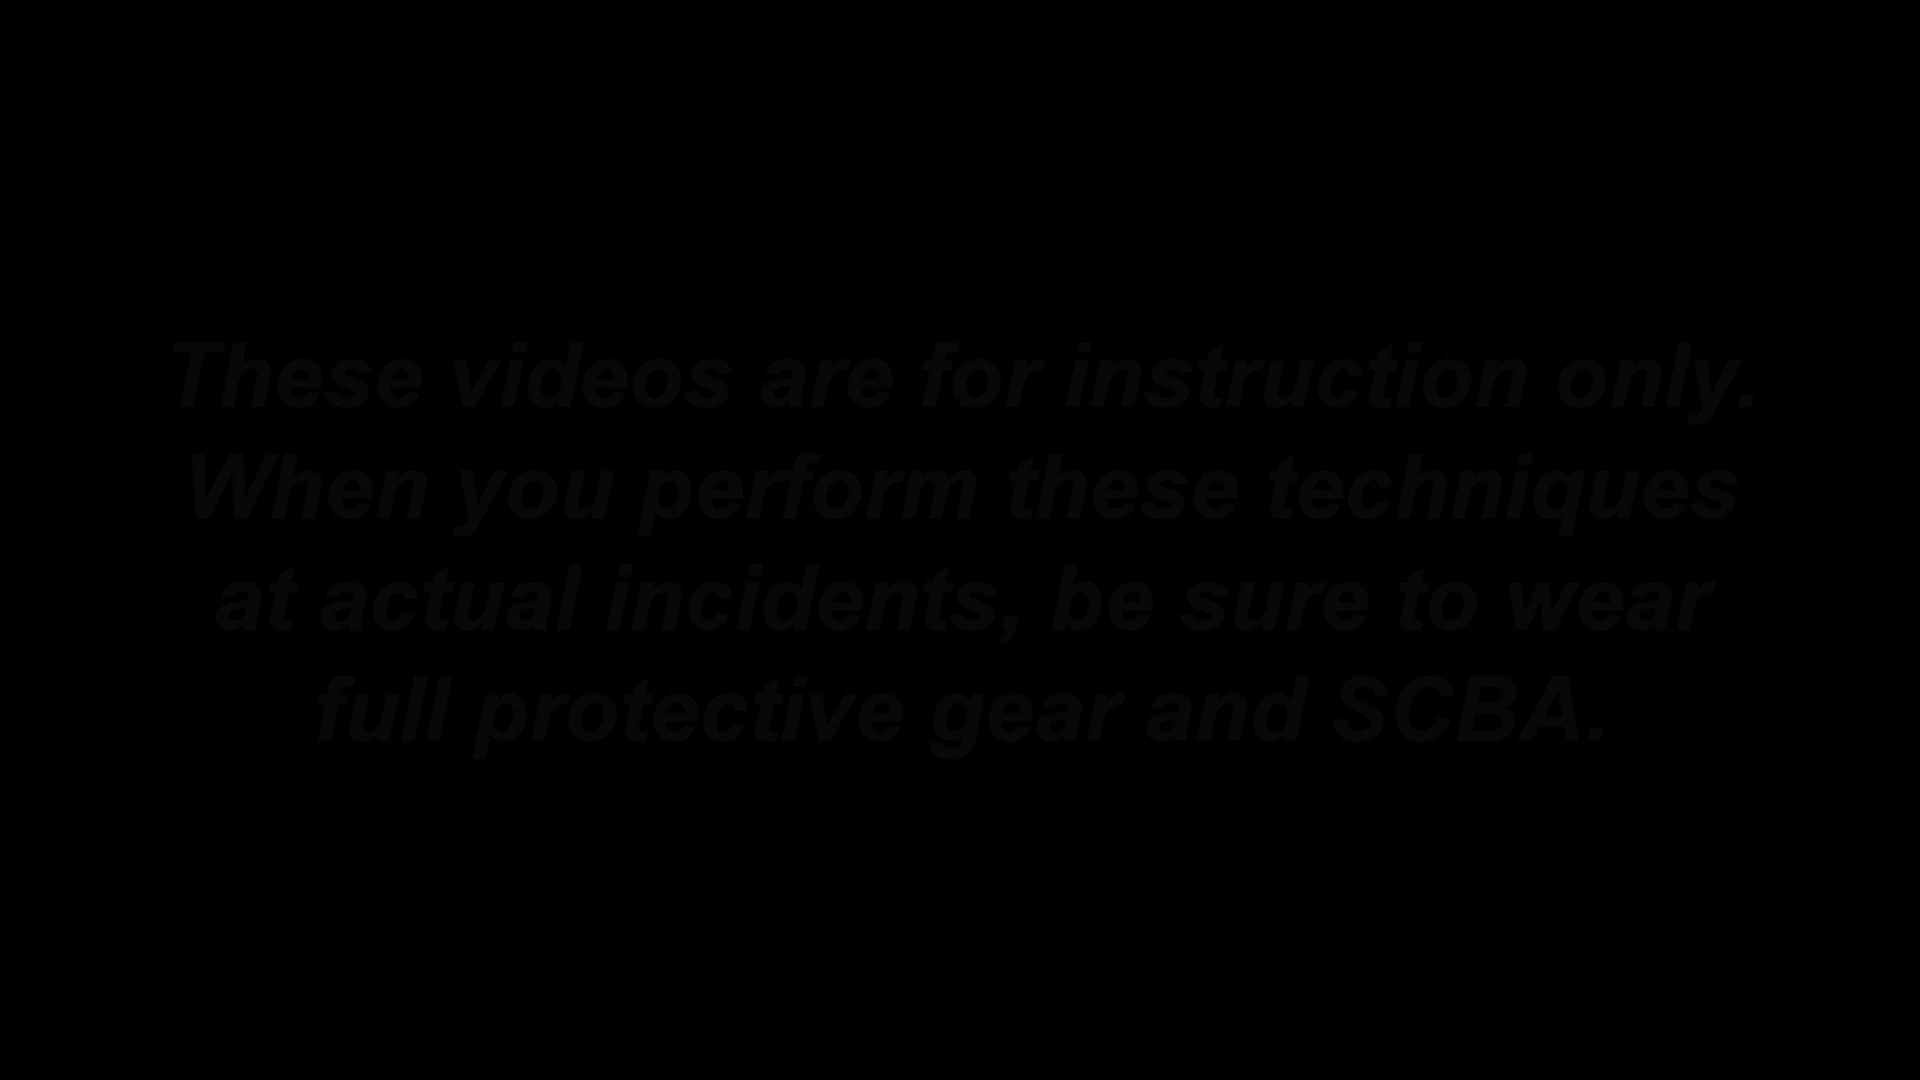 These videos are for instruction only.
When you perform these techniques
at actual incidents, be sure to wear
full protective gear and SCBA.